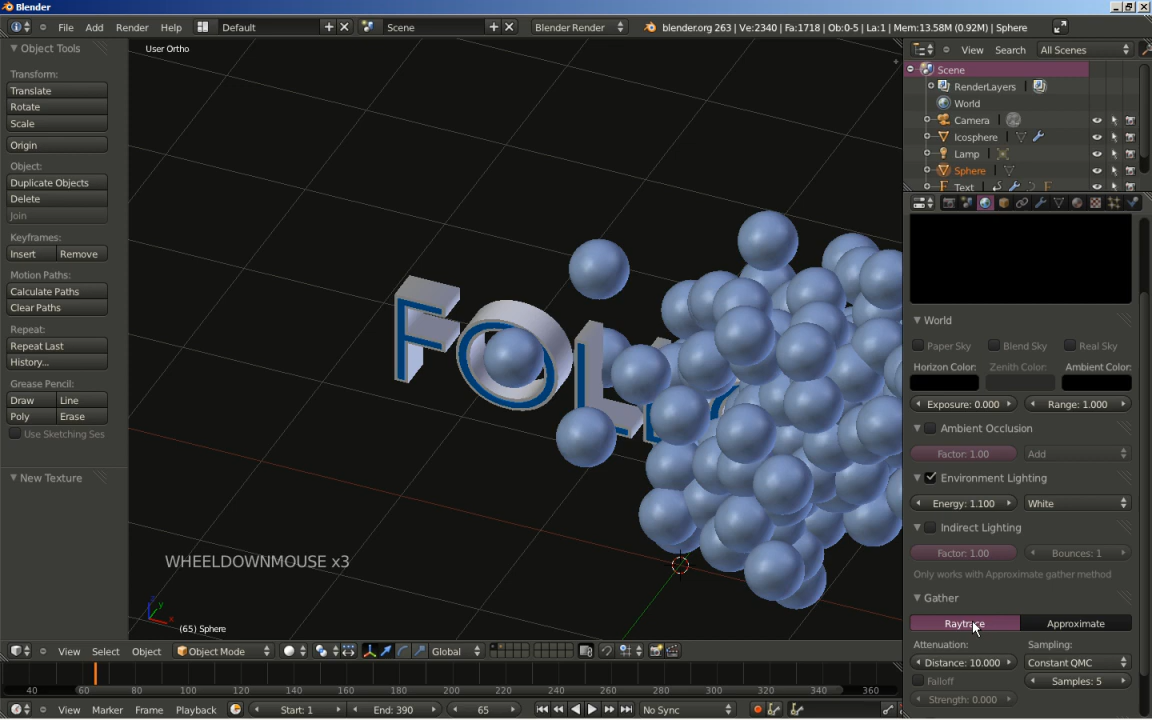 Blender
File Add Render Help Default Scene Blender Render blender.org 263 | Ve:2340 | Fa:1718 | Ob:0-5 | La:1 | Mem:13.58M (0.92M) | Sphere
Object Tools
Transform:
Translate
Rotate
Scale
Origin
Object:
Duplicate Objects
Delete
Join
Keyframes:
Insert Remove
Motion Paths:
Calculate Paths
Clear Paths
Repeat:
Repeat Last
History...
Grease Pencil:
Draw Line
Poly Erase
Use Sketching Ses
New Texture
User Ortho
FOL
WHEELDOWNMOUSE x3
(65) Sphere
View Select Object Object Mode Global
40 60 80 100 120 140 160 180 200 220 240 260 280 300 320 340 360
View Marker Frame Playback Start: 1 End: 390 65 No Sync
View Search All Scenes
Scene
RenderLayers
World
Camera
Icosphere
Lamp
Sphere
Text
World
Paper Sky Blend Sky Real Sky
Horizon Color: Zenith Color: Ambient Color:
Exposure: 0.000 Range: 1.000
Ambient Occlusion
Factor: 1.00 Add
Environment Lighting
Energy: 1.100 White
Indirect Lighting
Factor: 1.00 Bounces: 1
Only works with Approximate gather method
Gather
Raytrace Approximate
Attenuation: Sampling:
Distance: 10.000 Constant QMC
Falloff Samples: 5
Strength: 0.000